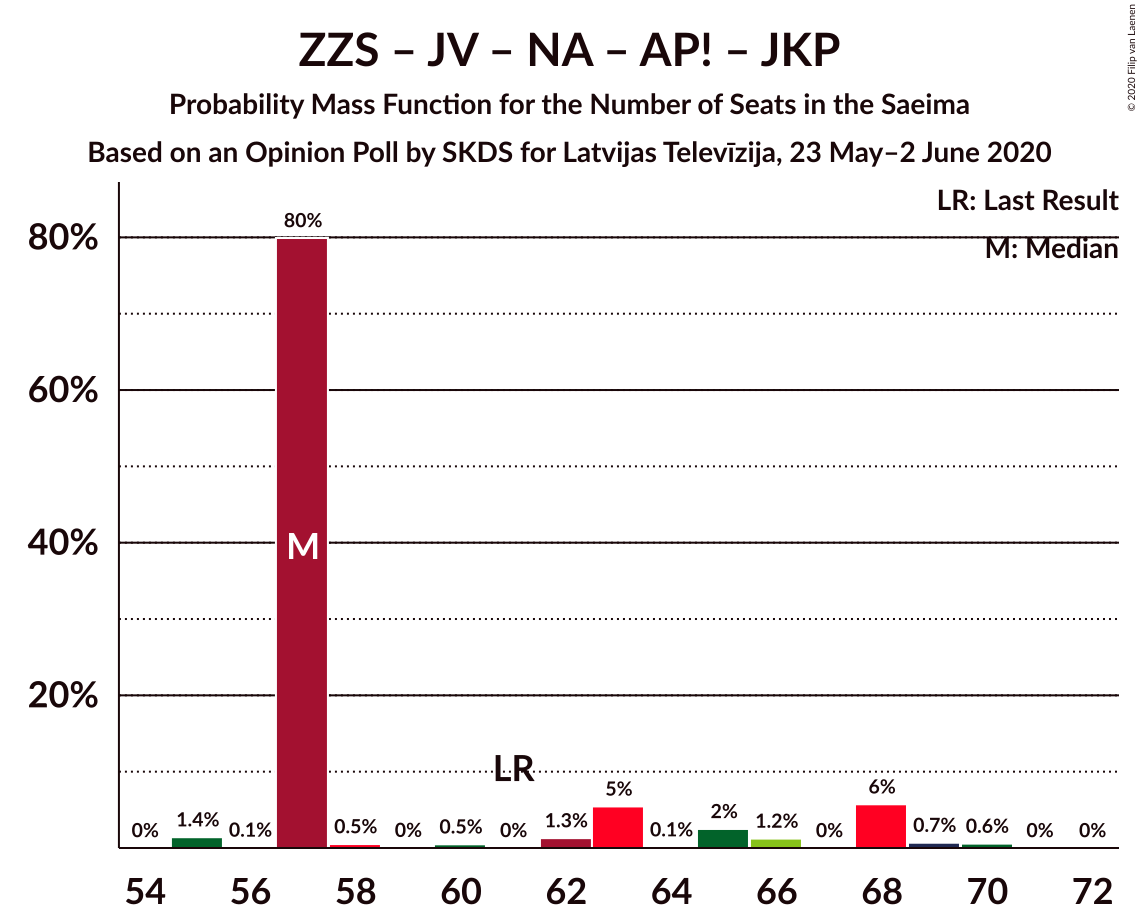 ZZS – JV – NA – AP! – JKP
Probability Mass Function for the Number of Seats in the Saeima
Based on an Opinion Poll by SKDS for Latvijas Televīzija, 23 May–2 June 2020
© 2020 Filip van Laenen
LR: Last Result
M: Median
80%
60%
40%
20%
0%
1.4%
0.1%
80%
M
0.5%
0%
0.5%
LR
0%
1.3%
5%
0.1%
2%
1.2%
0%
6%
0.7%
0.6%
0%
0%
54 56 58 60 62 64 66 68 70 72